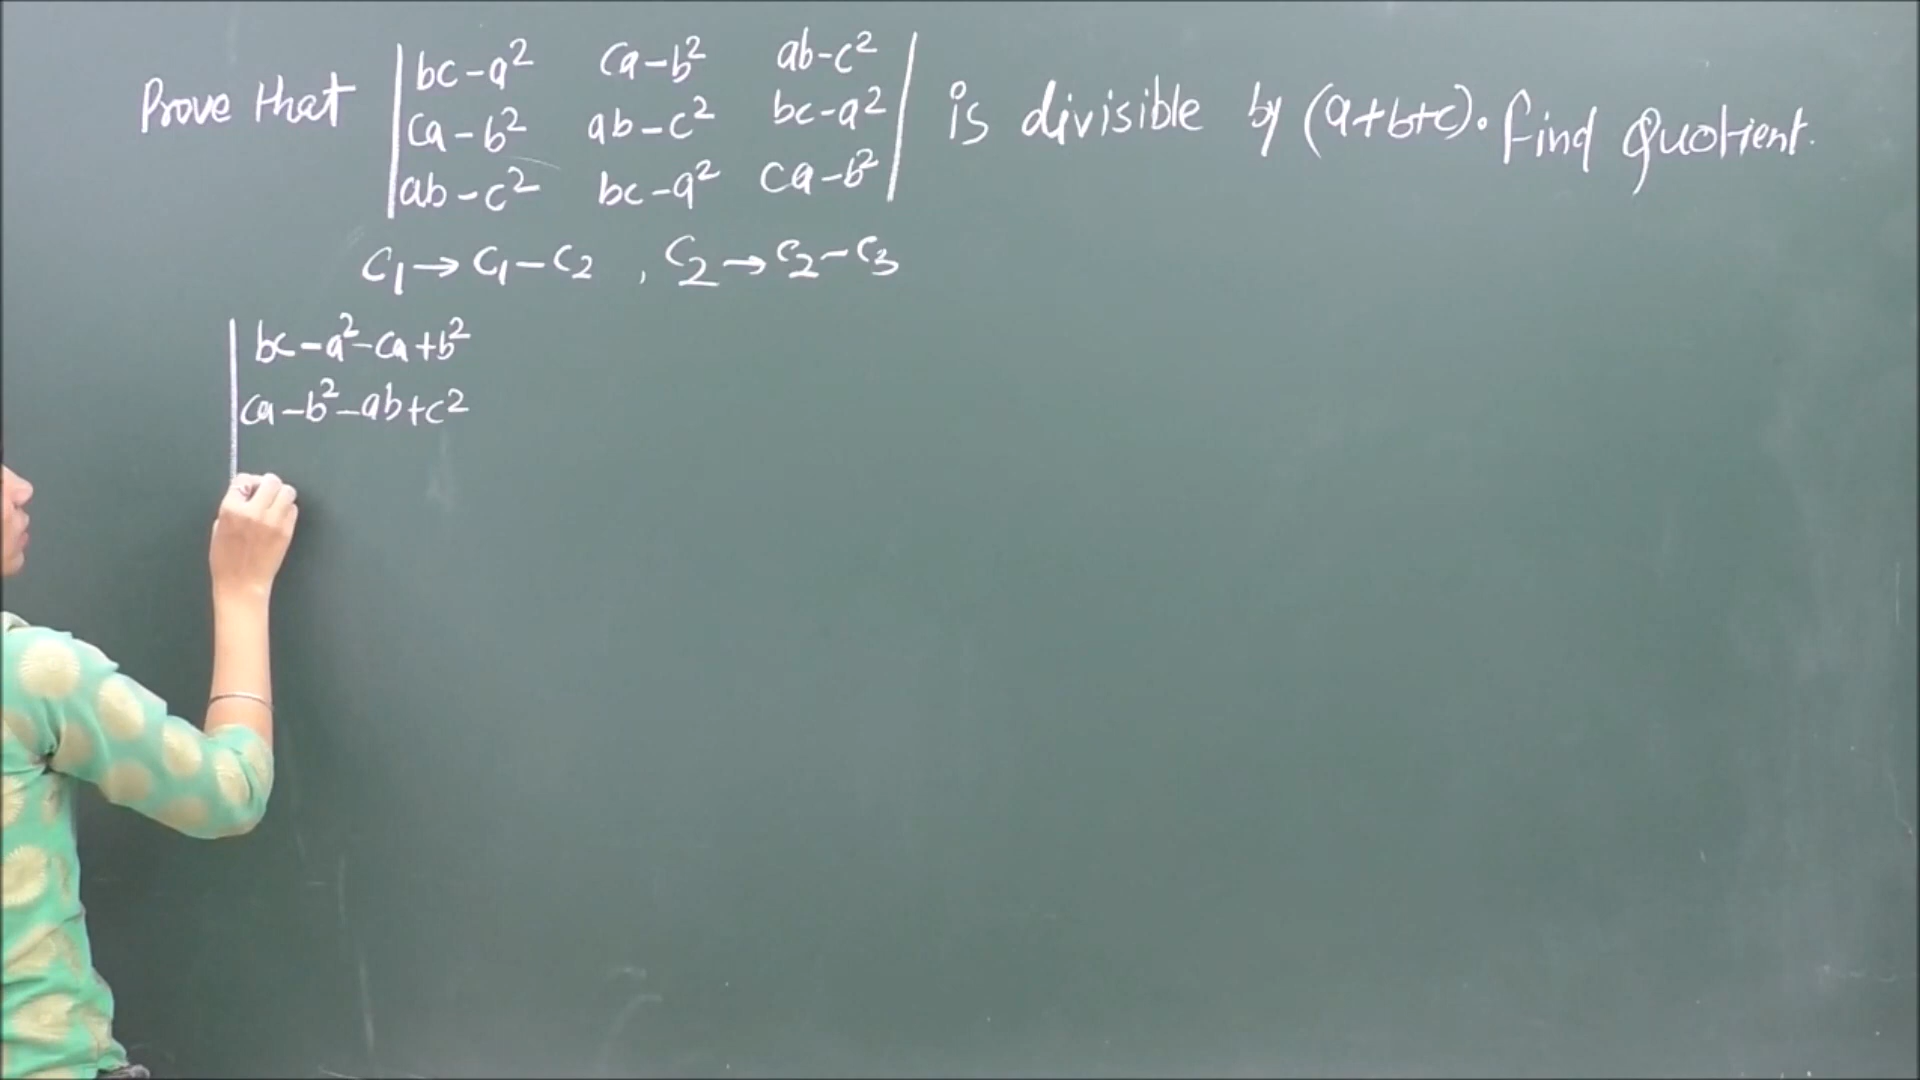 Prove that | bc-a² ca-b² ab-c² | is divisible by (a+b+c). Find Quotient.
| ca-b² ab-c² bc-a² |
| ab-c² bc-a² ca-b² |
C₁→C₁-C₂ , C₂→C₂-C₃
| bc-a²-ca+b²
| ca-b²-ab+c²